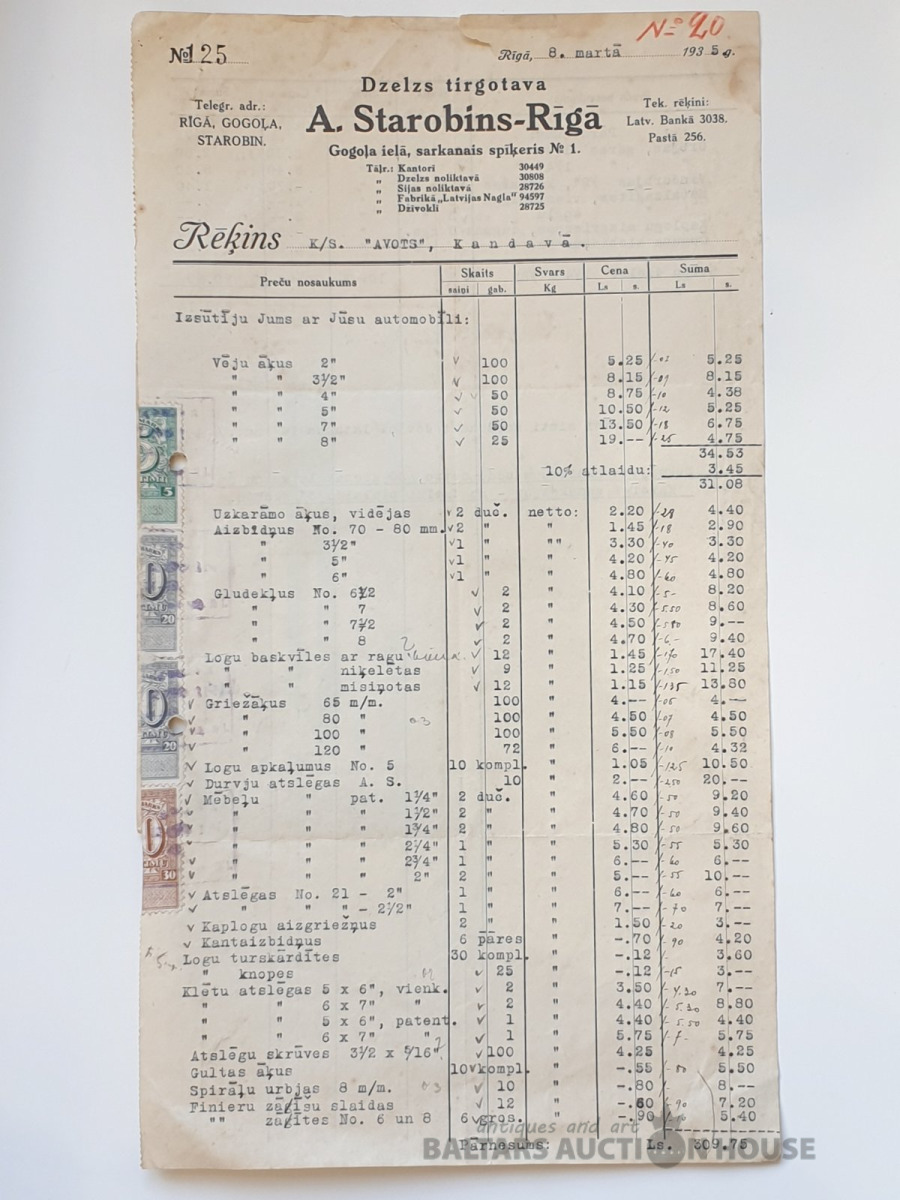 № 20
№ 125
Rīgā, 8. martā 1935 g.
Dzelzs tirgotava
Telegr. adr.:
RĪGĀ, GOGOĻA,
STAROBIN.
A. Starobins-Rīgā
Tek. rēķini:
Latv. Bankā 3038.
Pastā 256.
Gogoļa ielā, sarkanais spīķeris № 1.
Tāļr.: Kantorī 30449
„ Dzelzs noliktavā 30808
„ Sijas noliktavā 28726
„ Fabrikā „Latvijas Nagla" 94597
„ Dzīvoklī 28725
Rēķins K/S. "AVOTS", Kandavā.
Preču nosaukums Skaits Svars Cena Suma
saiņi gab. Kg Ls s. Ls s.
Izsūtīju Jums ar Jūsu automobīli:
Vēju āķus 2" 100 5.25 5.25
" " 3½" 100 8.15 8.15
" " 4" 50 8.75 4.38
" " 5" 50 10.50 5.25
" " 7" 50 13.50 6.75
" " 8" 25 19.-- 4.75
34.53
10% atlaidu: 3.45
31.08
Uzkarāmo āķus, vidējas 2 duč. netto: 2.20 4.40
Aizbīdņus No. 70 - 80 mm. 2 " " 1.45 2.90
" 3½" 1 " "" 3.30 3.30
" 5" 1 " " 4.20 4.20
" 6" 1 " " 4.80 4.80
Gludekļus No. 6½ 2 " 4.10 8.20
" " 7 2 " 4.30 8.60
" " 7½ 2 " 4.50 9.--
" " 8 2 " 4.70 9.40
Logu baskvīles ar ragu 12 " 1.45 17.40
" " niķelētas 9 " 1.25 11.25
" " misiņotas 12 " 1.15 13.80
Griežāķus 65 m/m. 100 " 4.-- 4.--
" 80 " 100 " 4.50 4.50
" 100 " 100 " 5.50 5.50
" 120 " 72 " 6.-- 4.32
Logu apkaļumus No. 5 10 kompl. " 1.05 10.50
Durvju atslēgas A. S. 10 " 2.-- 20.--
Mēbeļu " pat. 1¼" 2 duč. " 4.60 9.20
" " 1½" 2 " " 4.70 9.40
" " 1¾" 2 " " 4.80 9.60
" " 2¼" 1 " " 5.30 5.30
" " 2¾" 1 " " 6.-- 6.--
" " 2" 2 " " 5.-- 10.--
Atslēgas No. 21 - 2" 1 " " 6.-- 6.--
" " " - 2½" 1 " " 7.-- 7.--
Kaplogu aizgriežņus 2 " " 1.50 3.--
Kantaizbīdņus 6 pāres " -.70 4.20
Logu turskārdītes 30 kompl. " -.12 3.60
" knopes 25 " -.12 3.--
Klētu atslēgas 5 x 6", vienk. 2 " 3.50 7.--
" " 6 x 7" " 2 " 4.40 8.80
" " 5 x 6", patent. 1 " 4.40 4.40
" " 6 x 7" " 1 " 5.75 5.75
Atslēgu skrūves 3½ x 5/16" 100 " 4.25 4.25
Gultas āķus 10 kompl. " -.55 5.50
Spirāļu urbjas 8 m/m. 10 " -.80 8.--
Finieru zāģīšu slaidas 12 " -.60 7.20
"" zāģītes No. 6 un 8 6 gros. " -.90 5.40
Pārnesums: Ls. 309.75
antiques and art
BALTARS AUCTION HOUSE
5
20
20
30